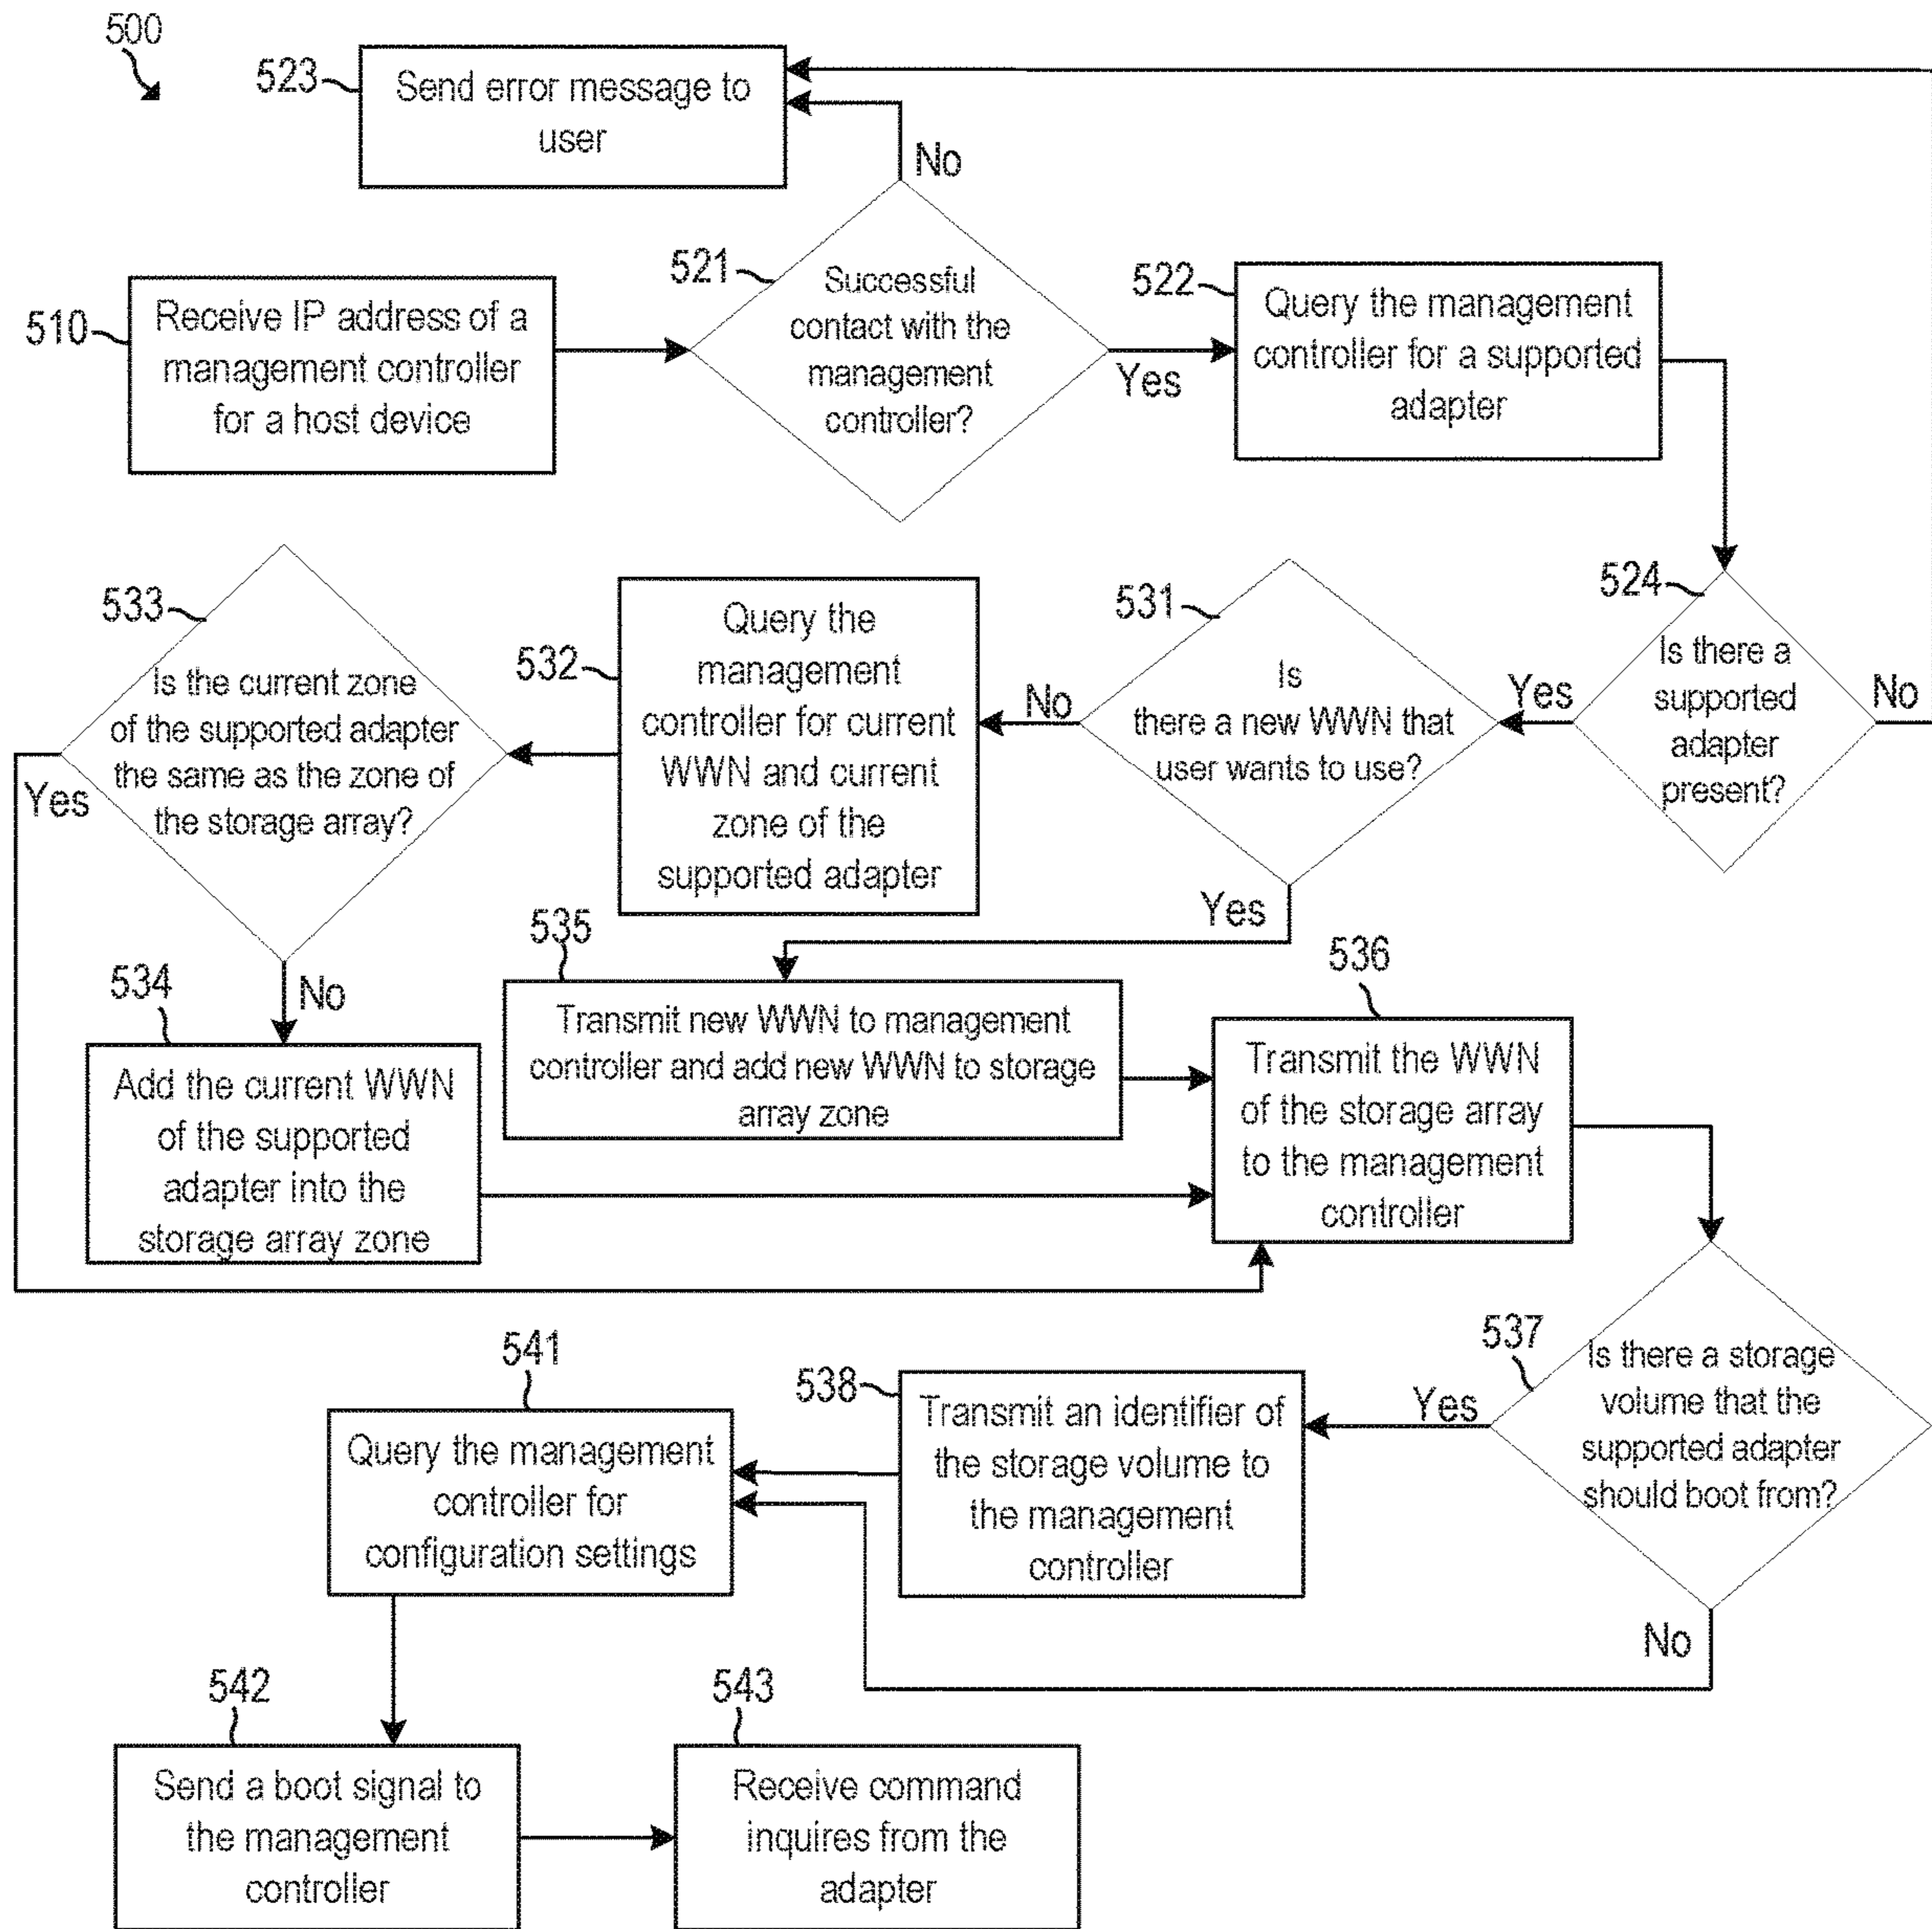 500
523
Send error message to
user
No
510
Receive IP address of a
management controller
for a host device
521
Successful
contact with the
management
controller?
Yes
522
Query the management
controller for a supported
adapter
524
Is there a
supported
adapter
present?
No
Yes
531
Is
there a new WWN that
user wants to use?
No
Yes
532
Query the
management
controller for current
WWN and current
zone of the
supported adapter
533
Is the current zone
of the supported adapter
the same as the zone of
the storage array?
Yes
No
534
Add the current WWN
of the supported
adapter into the
storage array zone
535
Transmit new WWN to management
controller and add new WWN to storage
array zone
536
Transmit the WWN
of the storage array
to the management
controller
537
Is there a storage
volume that the
supported adapter
should boot from?
Yes
No
538
Transmit an identifier of
the storage volume to
the management
controller
541
Query the management
controller for
configuration settings
542
Send a boot signal to
the management
controller
543
Receive command
inquires from the
adapter